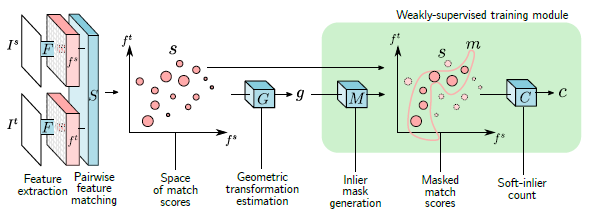 Weakly-supervised training module
I^s
F
f^s
I^t
F
f^t
S
f^t
s
f^s
G
g
M
f^t
s
m
f^s
C
c
Feature
extraction
Pairwise
feature
matching
Space
of match
scores
Geometric
transformation
estimation
Inlier
mask
generation
Masked
match
scores
Soft-inlier
count